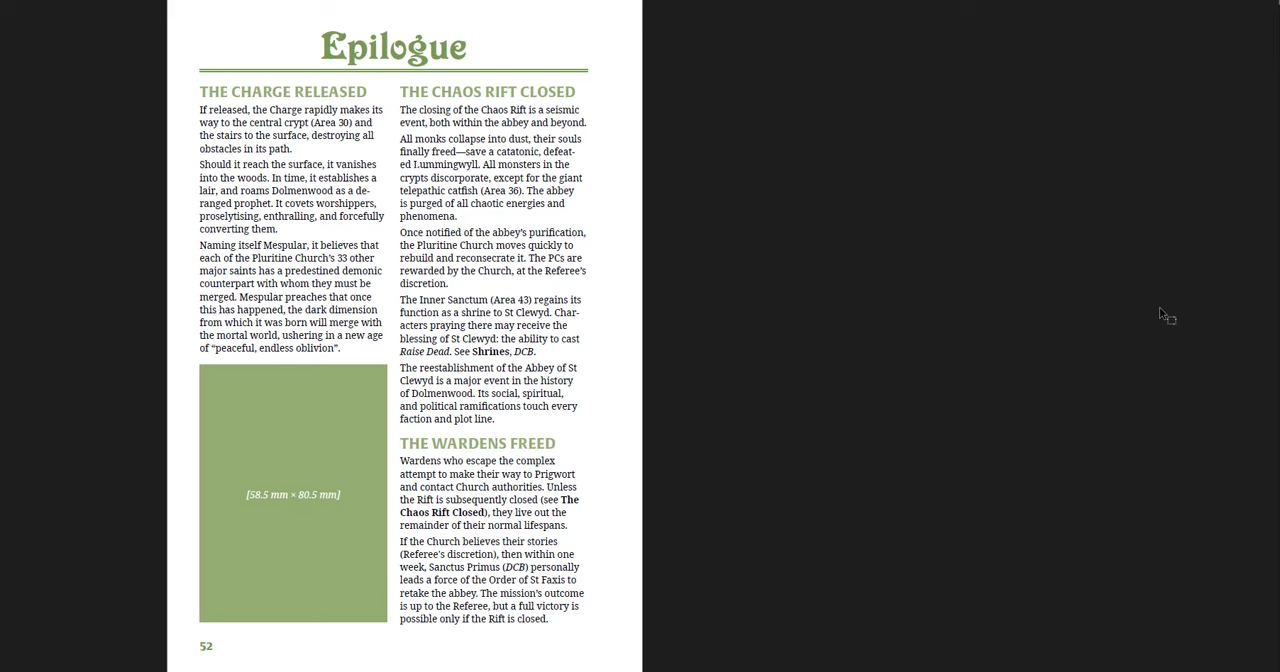 Epilogue
THE CHARGE RELEASED
If released, the Charge rapidly makes its
way to the central crypt (Area 30) and
the stairs to the surface, destroying all
obstacles in its path.
Should it reach the surface, it vanishes
into the woods. In time, it establishes a
lair, and roams Dolmenwood as a de-
ranged prophet. It covets worshippers,
proselytising, enthralling, and forcefully
converting them.
Naming itself Mespular, it believes that
each of the Pluritine Church’s 33 other
major saints has a predestined demonic
counterpart with whom they must be
merged. Mespular preaches that once
this has happened, the dark dimension
from which it was born will merge with
the mortal world, ushering in a new age
of “peaceful, endless oblivion”.
[58.5 mm × 80.5 mm]
THE CHAOS RIFT CLOSED
The closing of the Chaos Rift is a seismic
event, both within the abbey and beyond.
All monks collapse into dust, their souls
finally freed—save a catatonic, defeat-
ed Lummingwyll. All monsters in the
crypts discorporate, except for the giant
telepathic catfish (Area 36). The abbey
is purged of all chaotic energies and
phenomena.
Once notified of the abbey’s purification,
the Pluritine Church moves quickly to
rebuild and reconsecrate it. The PCs are
rewarded by the Church, at the Referee’s
discretion.
The Inner Sanctum (Area 43) regains its
function as a shrine to St Clewyd. Char-
acters praying there may receive the
blessing of St Clewyd: the ability to cast
Raise Dead. See Shrines, DCB.
The reestablishment of the Abbey of St
Clewyd is a major event in the history
of Dolmenwood. Its social, spiritual,
and political ramifications touch every
faction and plot line.
THE WARDENS FREED
Wardens who escape the complex
attempt to make their way to Prigwort
and contact Church authorities. Unless
the Rift is subsequently closed (see The
Chaos Rift Closed), they live out the
remainder of their normal lifespans.
If the Church believes their stories
(Referee's discretion), then within one
week, Sanctus Primus (DCB) personally
leads a force of the Order of St Faxis to
retake the abbey. The mission’s outcome
is up to the Referee, but a full victory is
possible only if the Rift is closed.
52